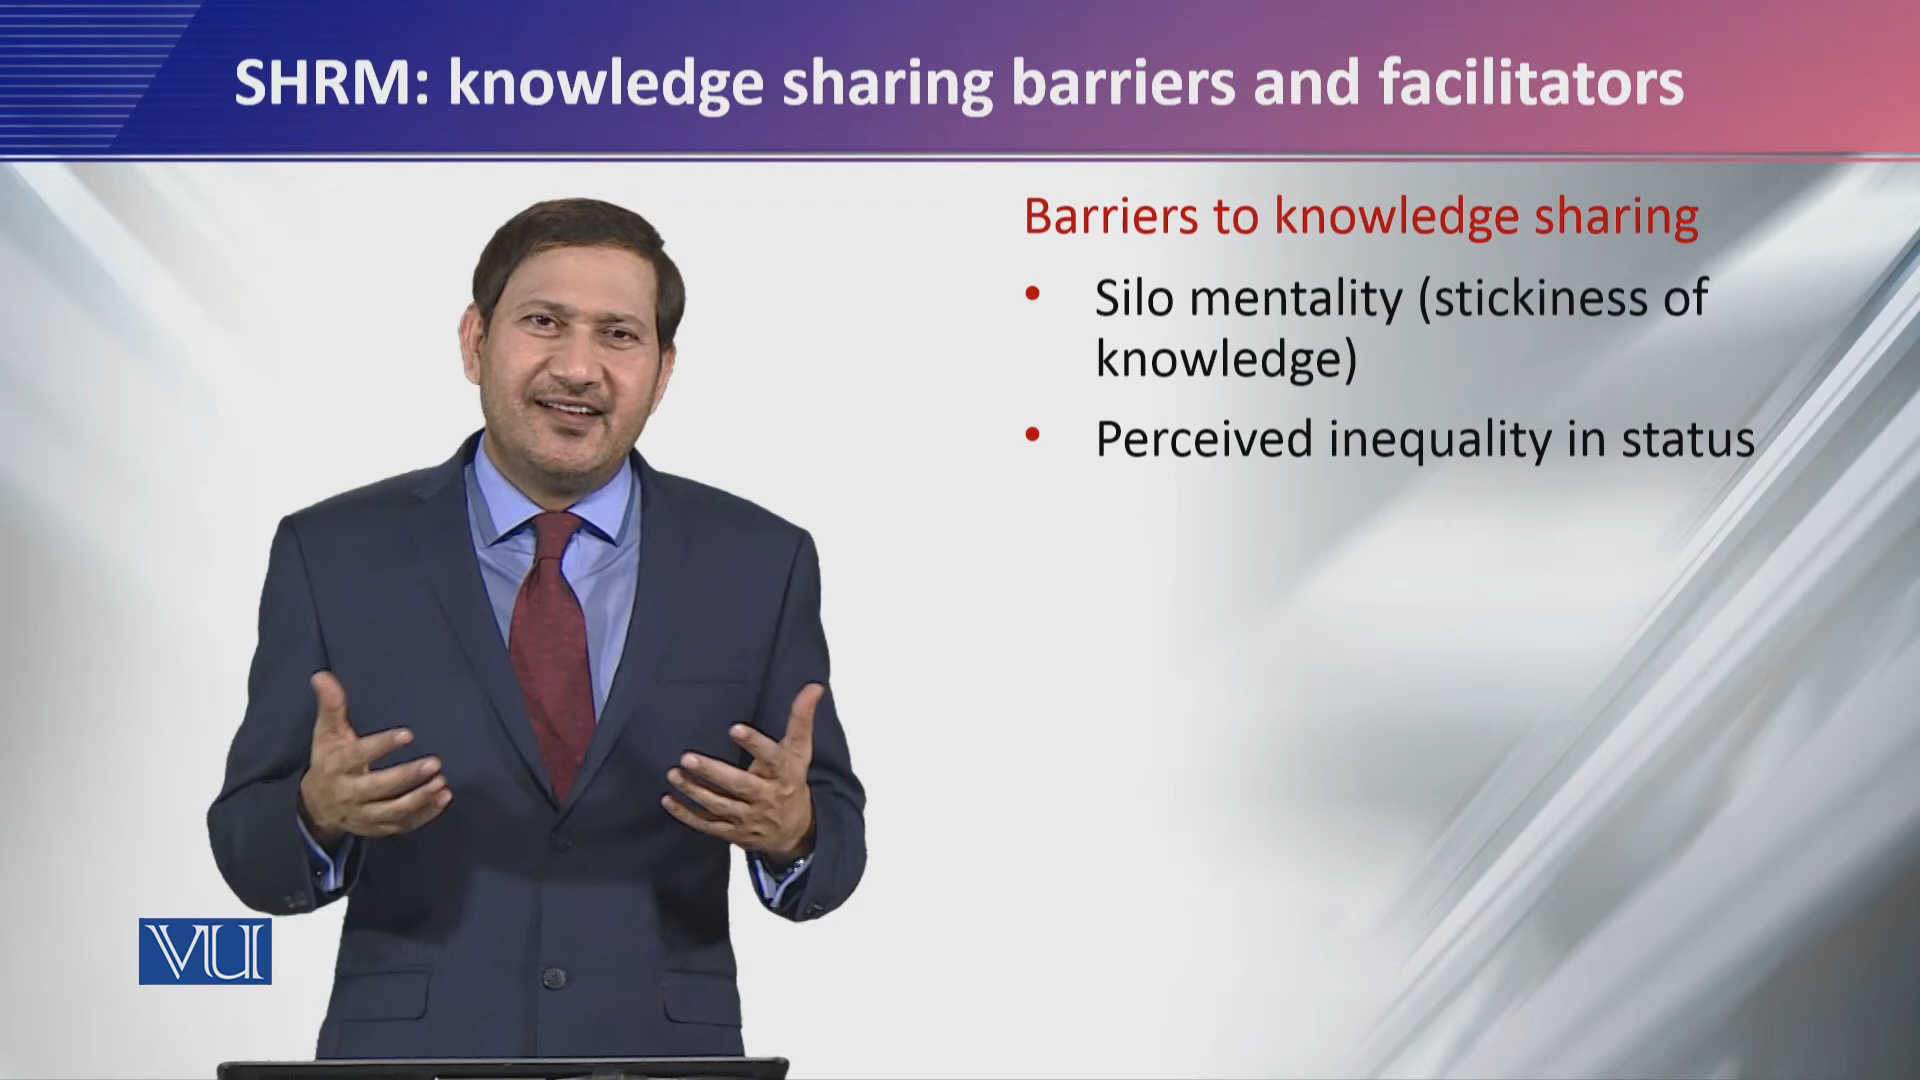 SHRM: knowledge sharing barriers and facilitators
Barriers to knowledge sharing
• Silo mentality (stickiness of
knowledge)
• Perceived inequality in status
VU